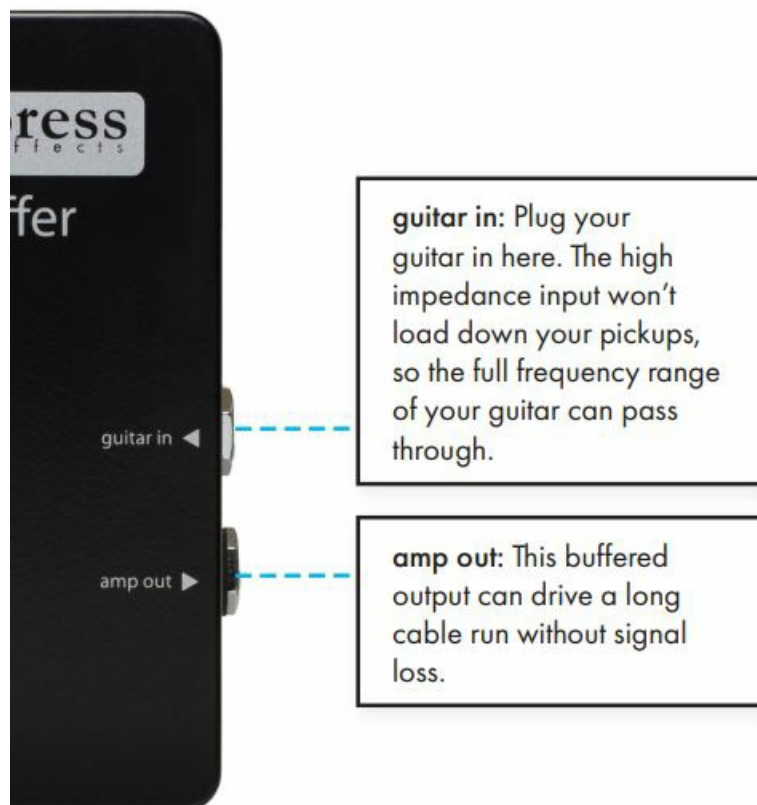 ress
ffects
ffer
guitar in: Plug your
guitar in here. The high
impedance input won’t
load down your pickups,
so the full frequency range
of your guitar can pass
through.
guitar in ◀
amp out ▶
amp out: This buffered
output can drive a long
cable run without signal
loss.